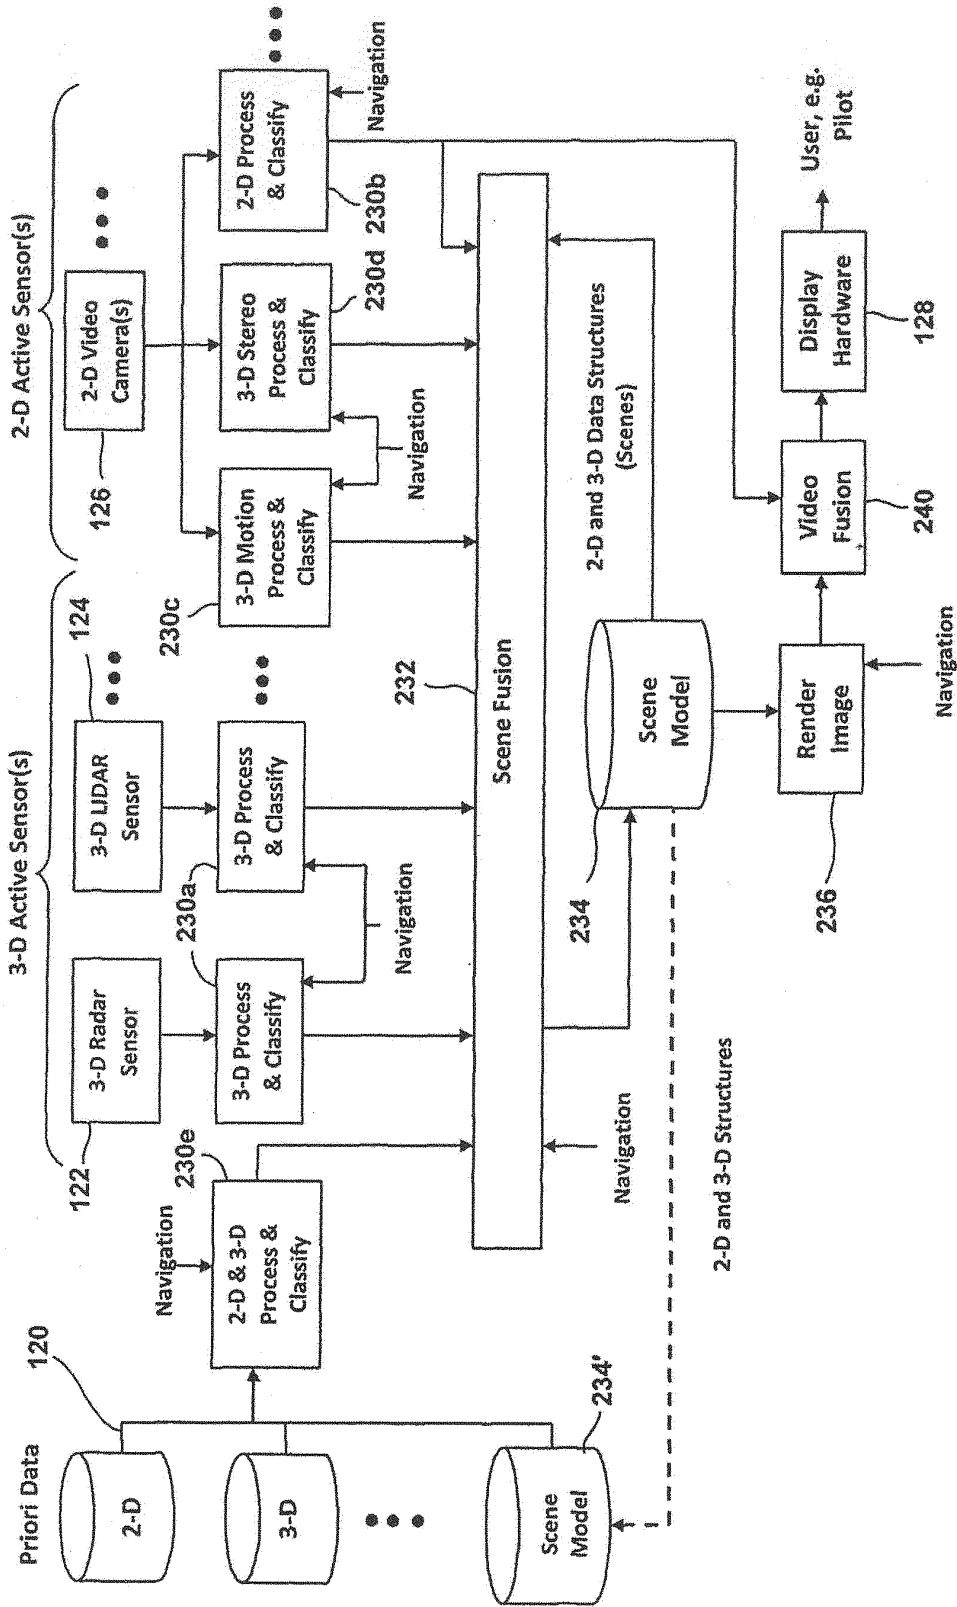 Priori Data
2-D
3-D
Scene
Model
234'
120
Navigation
2-D & 3-D
Process &
Classify
230e
3-D Active Sensor(s)
122
3-D Radar
Sensor
3-D LIDAR
Sensor
124
3-D Process
& Classify
230a
3-D Process
& Classify
Navigation
2-D Active Sensor(s)
126
2-D Video
Camera(s)
230c
3-D Motion
Process &
Classify
3-D Stereo
Process &
Classify
230d
2-D Process
& Classify
230b
Navigation
Navigation
232
Scene Fusion
Navigation
234
Scene
Model
2-D and 3-D Data Structures
(Scenes)
2-D and 3-D Structures
236
Render
Image
Navigation
Video
Fusion
240
Display
Hardware
128
User, e.g.
Pilot